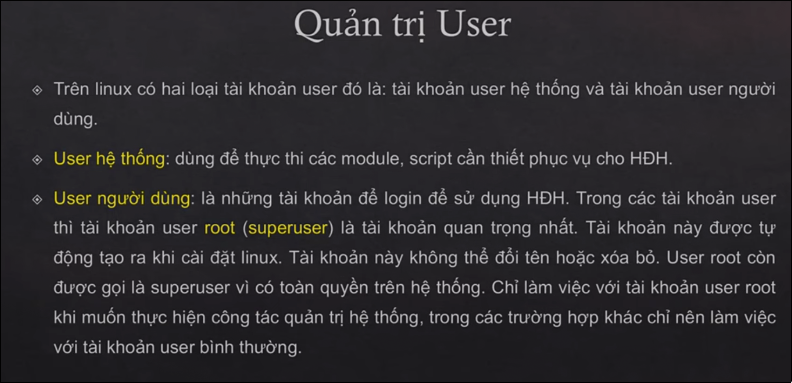 Quản trị User
Trên linux có hai loại tài khoản user đó là: tài khoản user hệ thống và tài khoản user người
dùng.
User hệ thống: dùng để thực thi các module, script cần thiết phục vụ cho HĐH.
User người dùng: là những tài khoản để login để sử dụng HĐH. Trong các tài khoản user
thì tài khoản user root (superuser) là tài khoản quan trọng nhất. Tài khoản này được tự
động tạo ra khi cài đặt linux. Tài khoản này không thể đổi tên hoặc xóa bỏ. User root còn
được gọi là superuser vì có toàn quyền trên hệ thống. Chỉ làm việc với tài khoản user root
khi muốn thực hiện công tác quản trị hệ thống, trong các trường hợp khác chỉ nên làm việc
với tài khoản user bình thường.